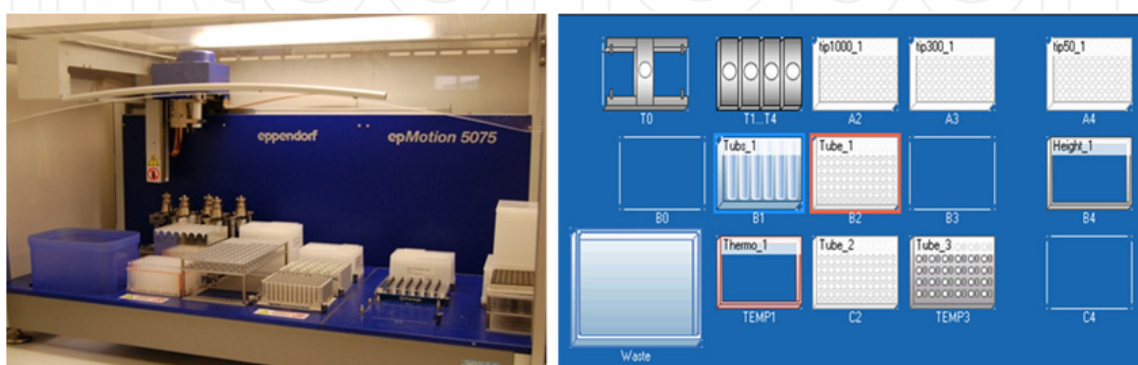 eppendorf
epMotion 5075
tip1000_1
tip300_1
tip50_1
T0
T1...T4
A2
A3
A4
Tubs_1
Tube_1
Height_1
B0
B1
B2
B3
B4
Thermo_1
Tube_2
Tube_3
TEMP1
C2
TEMP3
C4
Waste